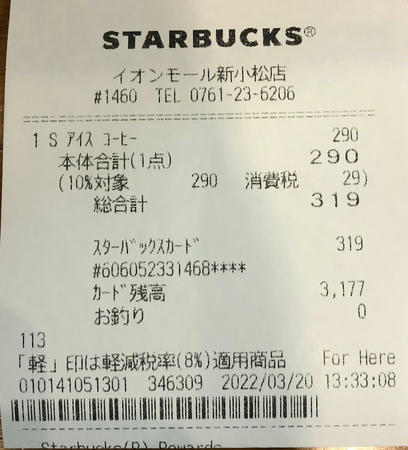 STARBUCKS®
イオンモール新小松店
#1460 TEL 0761-23-6206
1 S アイス コーヒー 290
本体合計(1点) 290
(10%対象 290 消費税 29)
総合計 319
スターバックスカード 319
#606052331468****
カード残高 3,177
お釣り 0
113
「軽」印は軽減税率(8%)適用商品 For Here
010141051301 346309 2022/03/20 13:33:08
Starbucks(R) Rewards